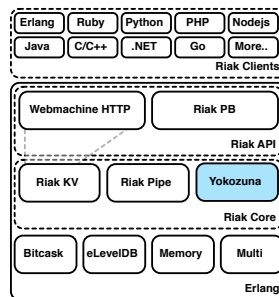 Erlang Ruby Python PHP Nodejs
Java C/C++ .NET Go More..
Riak Clients
Webmachine HTTP Riak PB
Riak API
Riak KV Riak Pipe Yokozuna
Riak Core
Bitcask eLevelDB Memory Multi
Erlang